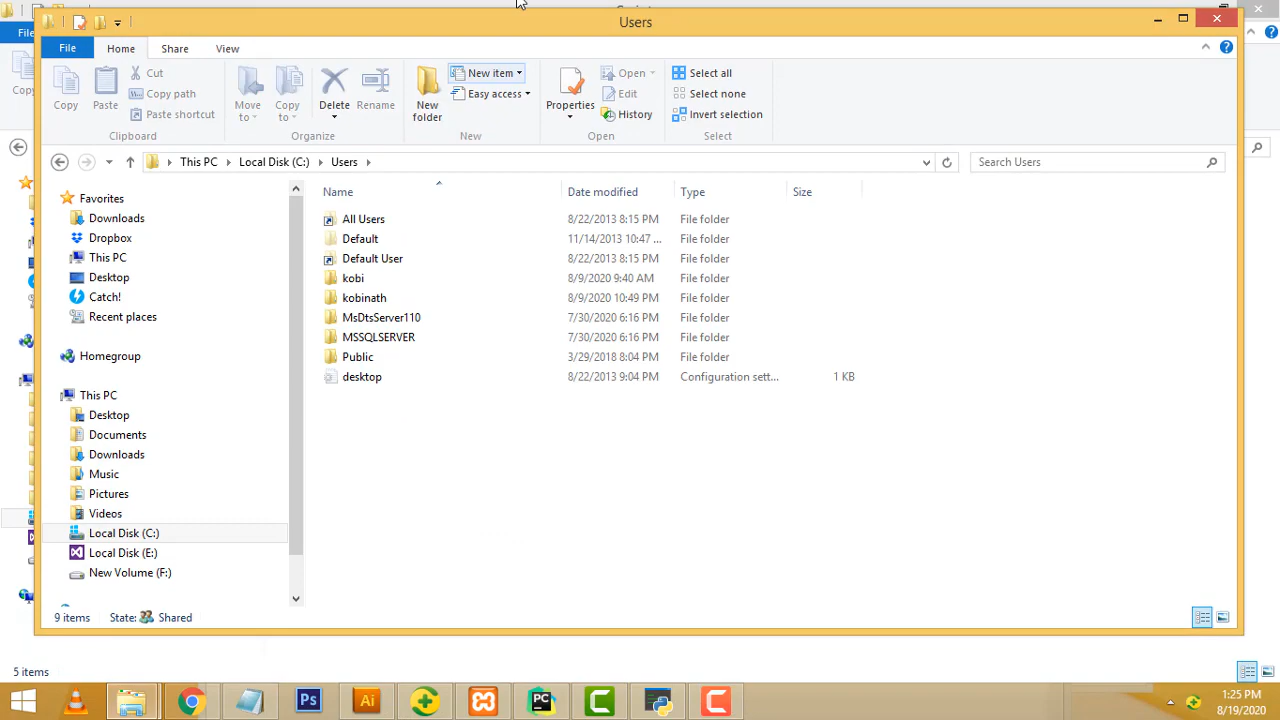 Users
File Home Share View
Copy
Paste
Cut
Copy path
Paste shortcut
Clipboard
Move to
Copy to
Delete
Rename
Organize
New folder
New item
Easy access
New
Properties
Open
Edit
History
Open
Select all
Select none
Invert selection
Select
This PC Local Disk (C:) Users
Search Users
Favorites
Downloads
Dropbox
This PC
Desktop
Catch!
Recent places
Homegroup
This PC
Desktop
Documents
Downloads
Music
Pictures
Videos
Local Disk (C:)
Local Disk (E:)
New Volume (F:)
Name Date modified Type Size
All Users 8/22/2013 8:15 PM File folder
Default 11/14/2013 10:47 ... File folder
Default User 8/22/2013 8:15 PM File folder
kobi 8/9/2020 9:40 AM File folder
kobinath 8/9/2020 10:49 PM File folder
MsDtsServer110 7/30/2020 6:16 PM File folder
MSSQLSERVER 7/30/2020 6:16 PM File folder
Public 3/29/2018 8:04 PM File folder
desktop 8/22/2013 9:04 PM Configuration sett... 1 KB
9 items State: Shared
5 items
Ps
Ai
PC
1:25 PM
8/19/2020